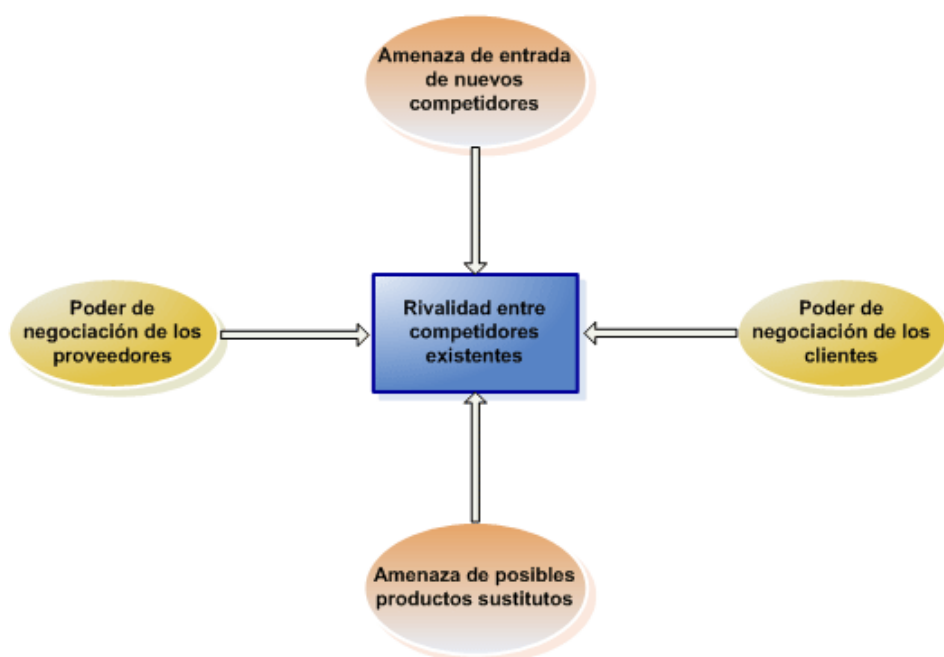 Amenaza de entrada
de nuevos
competidores
Poder de
negociación de los
proveedores
Rivalidad entre
competidores
existentes
Poder de
negociación de los
clientes
Amenaza de posibles
productos sustitutos